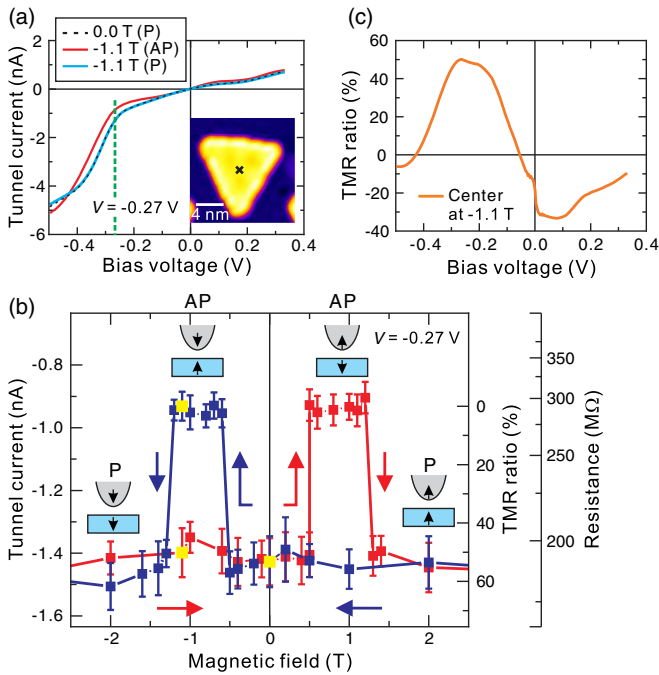 (a)
0.0 T (P)
-1.1 T (AP)
-1.1 T (P)
Tunnel current (nA)
2
0
-2
-4
-6
V = -0.27 V
4 nm
-0.4
-0.2
0.0
0.2
0.4
Bias voltage (V)
(c)
TMR ratio (%)
60
40
20
0
-20
-40
Center
at -1.1 T
-0.4
-0.2
0.0
0.2
0.4
Bias voltage (V)
(b)
AP
AP
V = -0.27 V
P
P
Tunnel current (nA)
-0.8
-1.0
-1.2
-1.4
-1.6
TMR ratio (%)
0
20
40
60
Resistance (MΩ)
350
300
250
200
-2
-1
0
1
2
Magnetic field (T)